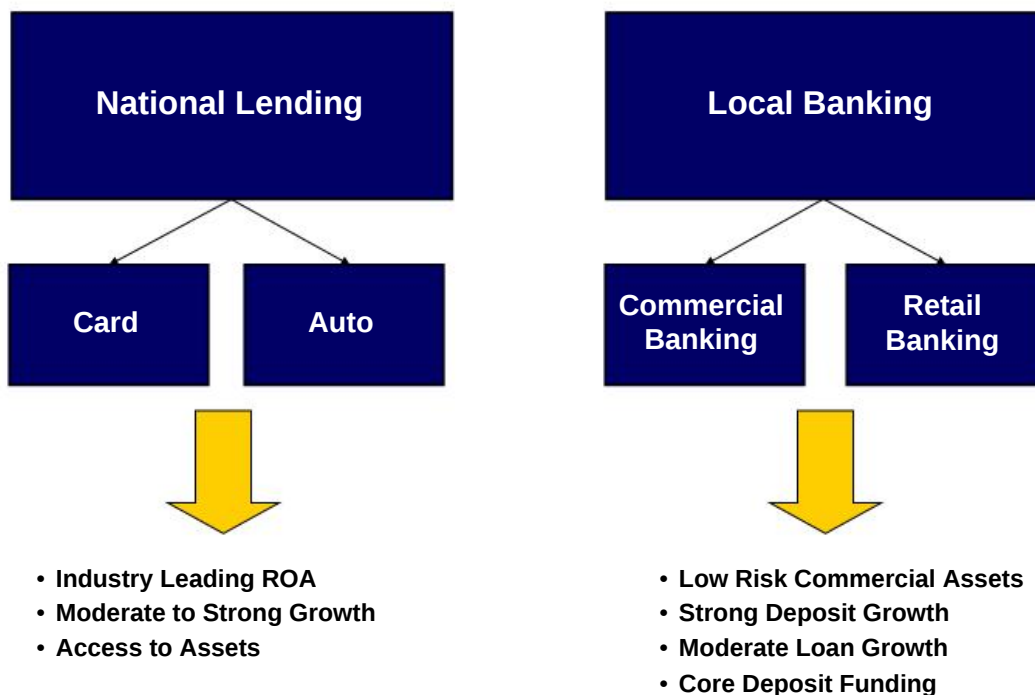 National Lending
Card
Auto
• Industry Leading ROA
• Moderate to Strong Growth
• Access to Assets
Local Banking
Commercial
Banking
Retail
Banking
• Low Risk Commercial Assets
• Strong Deposit Growth
• Moderate Loan Growth
• Core Deposit Funding